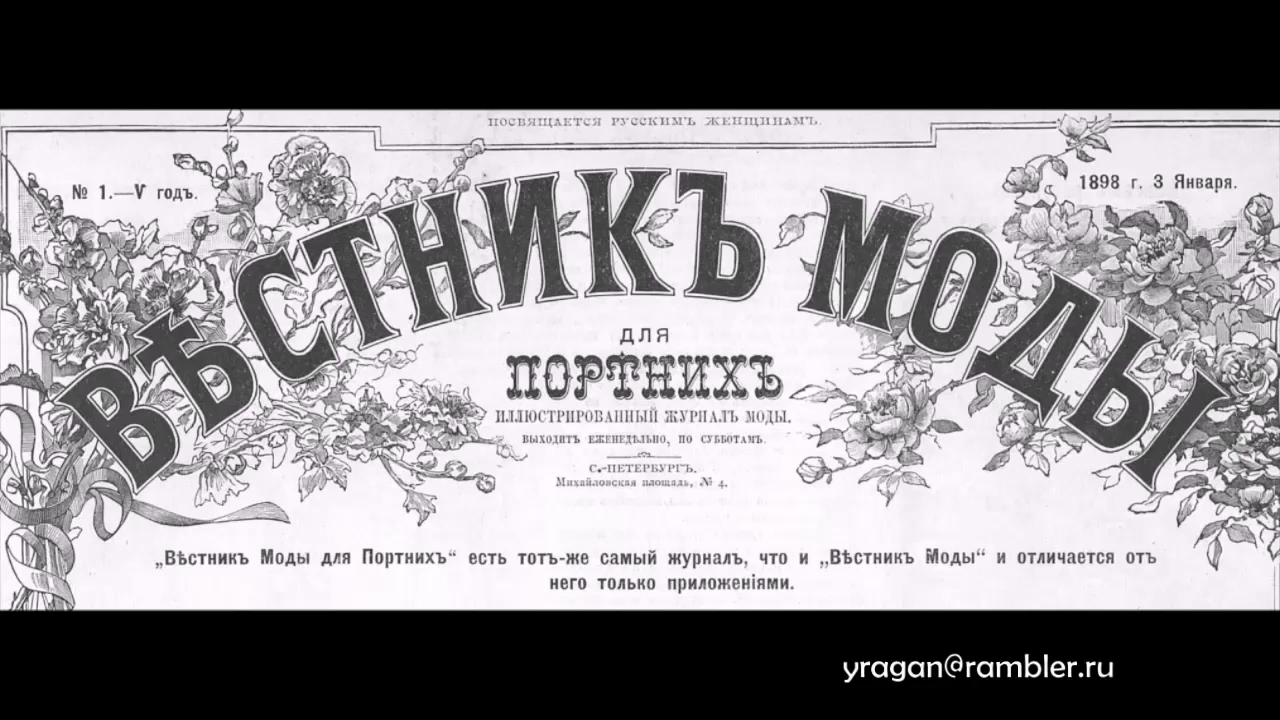 ПОСВЯЩАЕТСЯ РУССКИМЪ ЖЕНЩИНАМЪ.
№ 1.—V годъ.
1898 г. 3 Января.
ВѢСТНИКЪ МОДЫ
ДЛЯ
ПОРТНИХЪ
ИЛЛЮСТРИРОВАННЫЙ ЖУРНАЛЪ МОДЫ.
ВЫХОДИТЪ ЕЖЕНЕДѢЛЬНО, ПО СУББОТАМЪ.
С.-ПЕТЕРБУРГЪ.
Михайловская площадь, № 4.
„Вѣстникъ Моды для Портнихъ“ есть тотъ-же самый журналъ, что и „Вѣстникъ Моды“ и отличается отъ
него только приложеніями.
yragan@rambler.ru